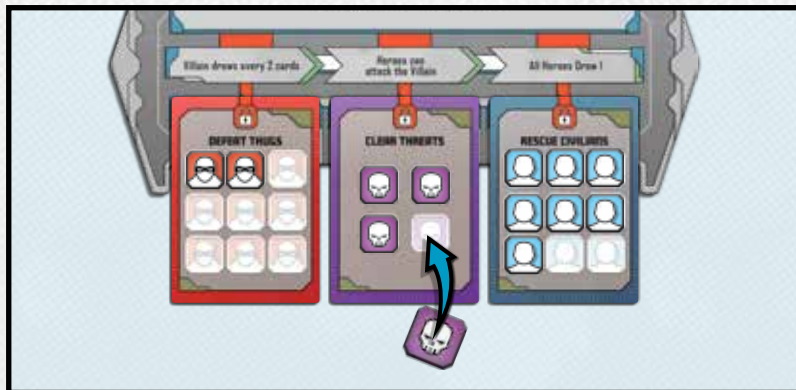 Villain draws every 2 cards
Heroes can
attack the Villain
All Heroes Draw 1
DEFEAT THUGS
CLEAR THREATS
RESCUE CIVILIANS